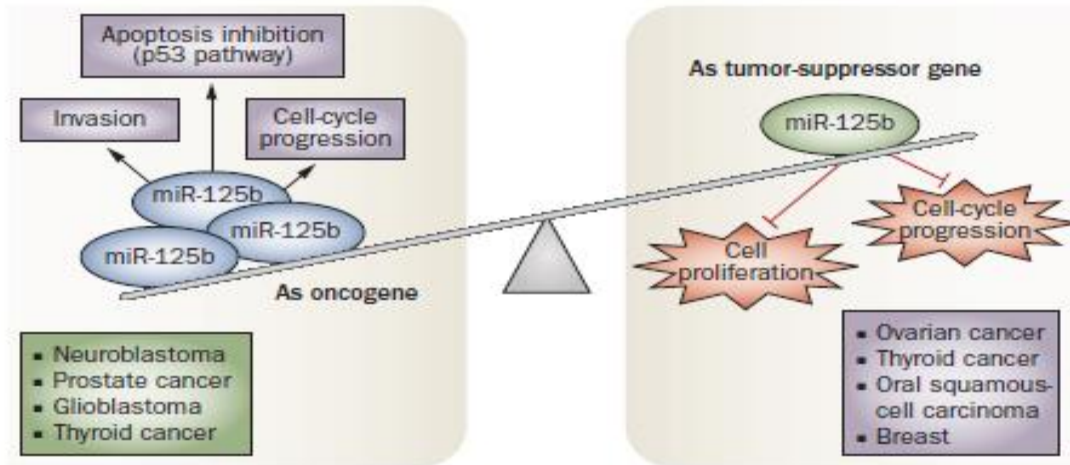 Apoptosis inhibition
(p53 pathway)
Invasion
Cell-cycle
progression
miR-125b
miR-125b
miR-125b
As oncogene
▪ Neuroblastoma
▪ Prostate cancer
▪ Glioblastoma
▪ Thyroid cancer
As tumor-suppressor gene
miR-125b
Cell-cycle
progression
Cell
proliferation
▪ Ovarian cancer
▪ Thyroid cancer
▪ Oral squamous-
cell carcinoma
▪ Breast